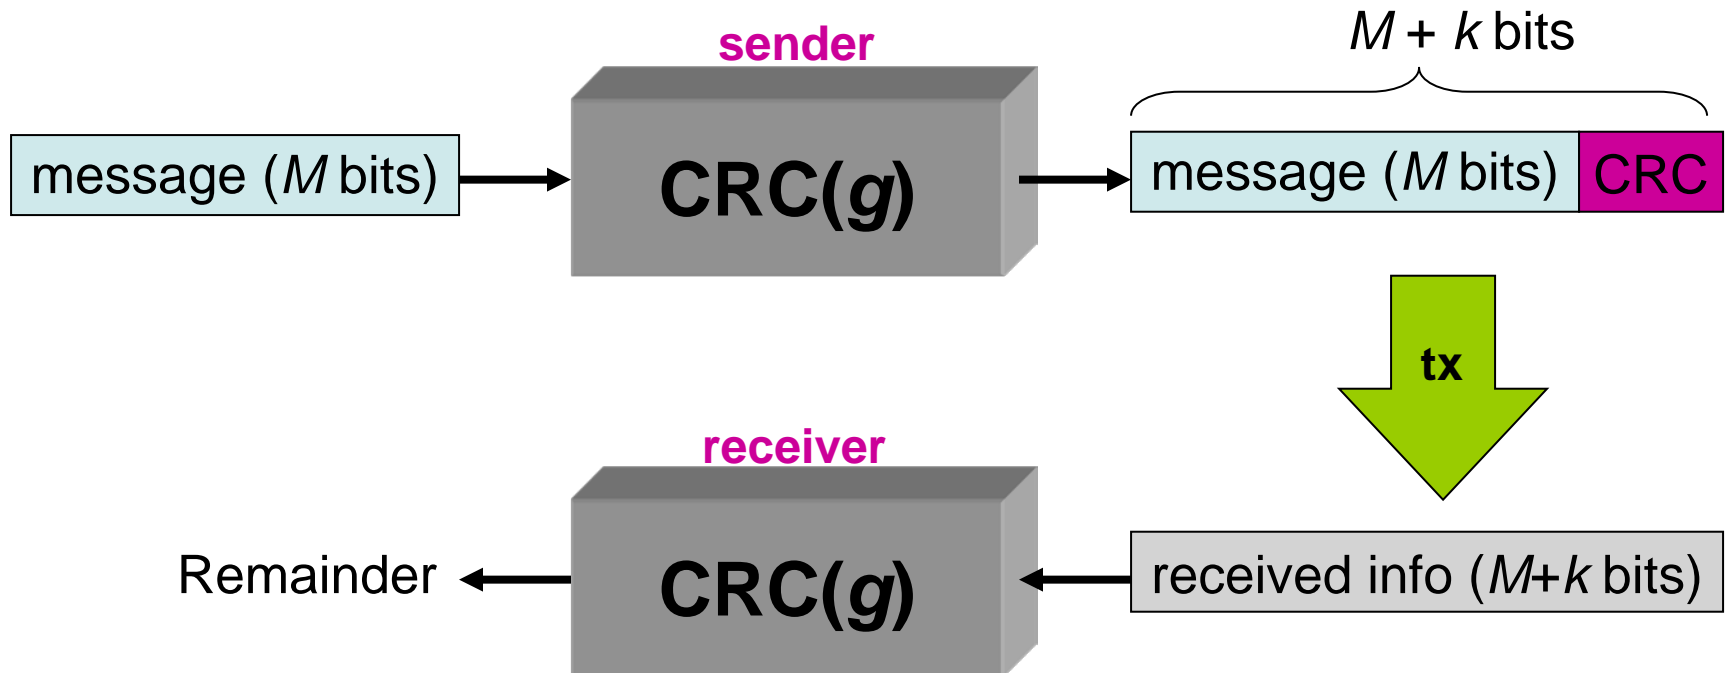 sender
M + k bits
message (M bits)
CRC(g)
message (M bits)
CRC
tx
receiver
Remainder
CRC(g)
received info (M+k bits)